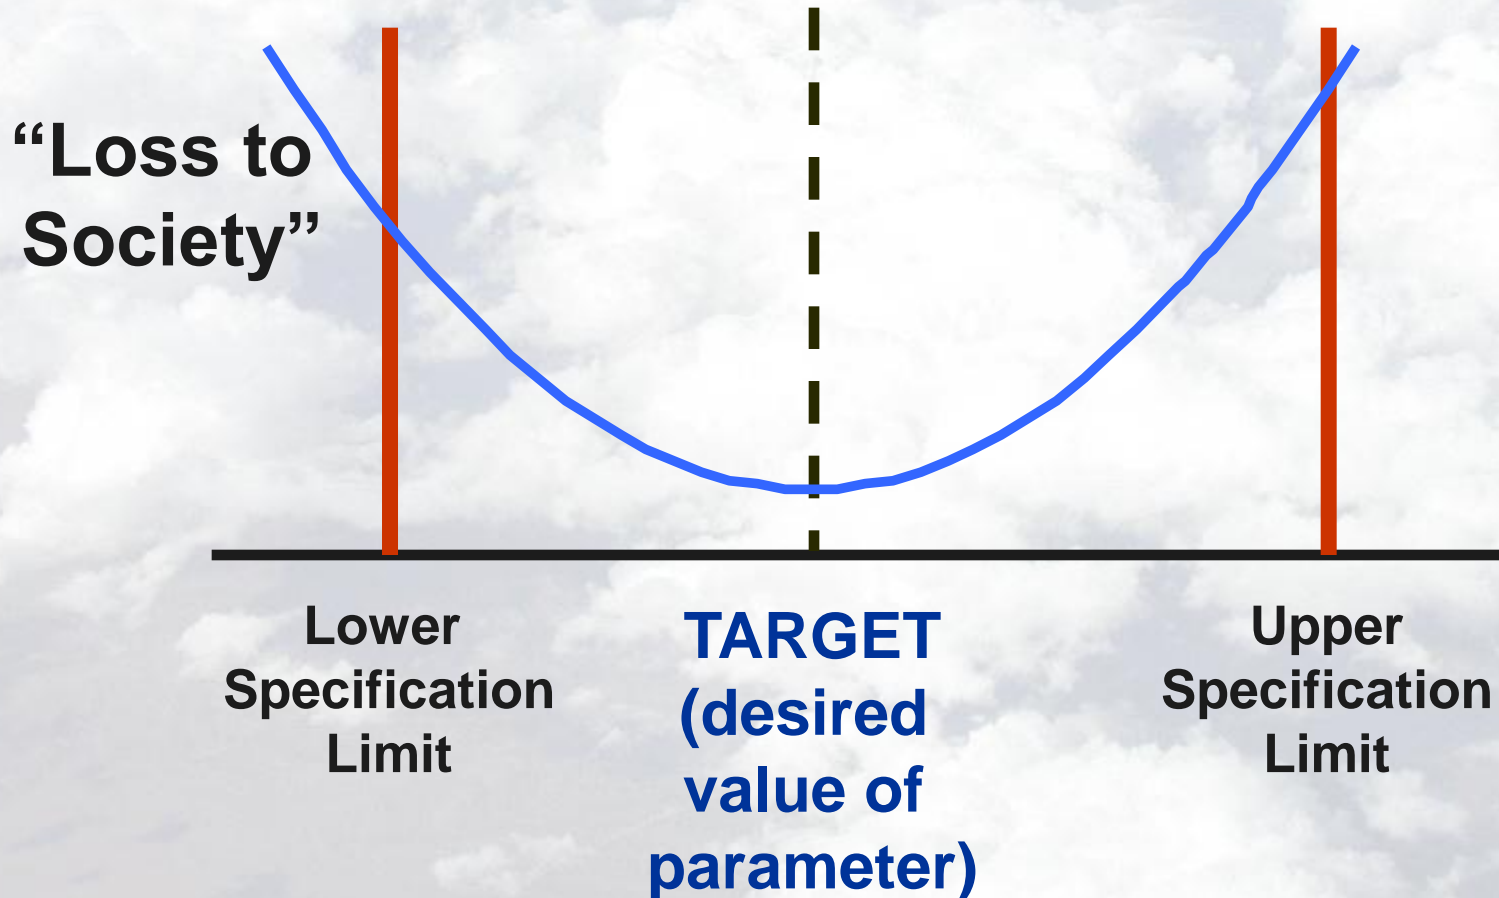 “Loss to
Society”
Lower
Specification
Limit
TARGET
(desired
value of
parameter)
Upper
Specification
Limit